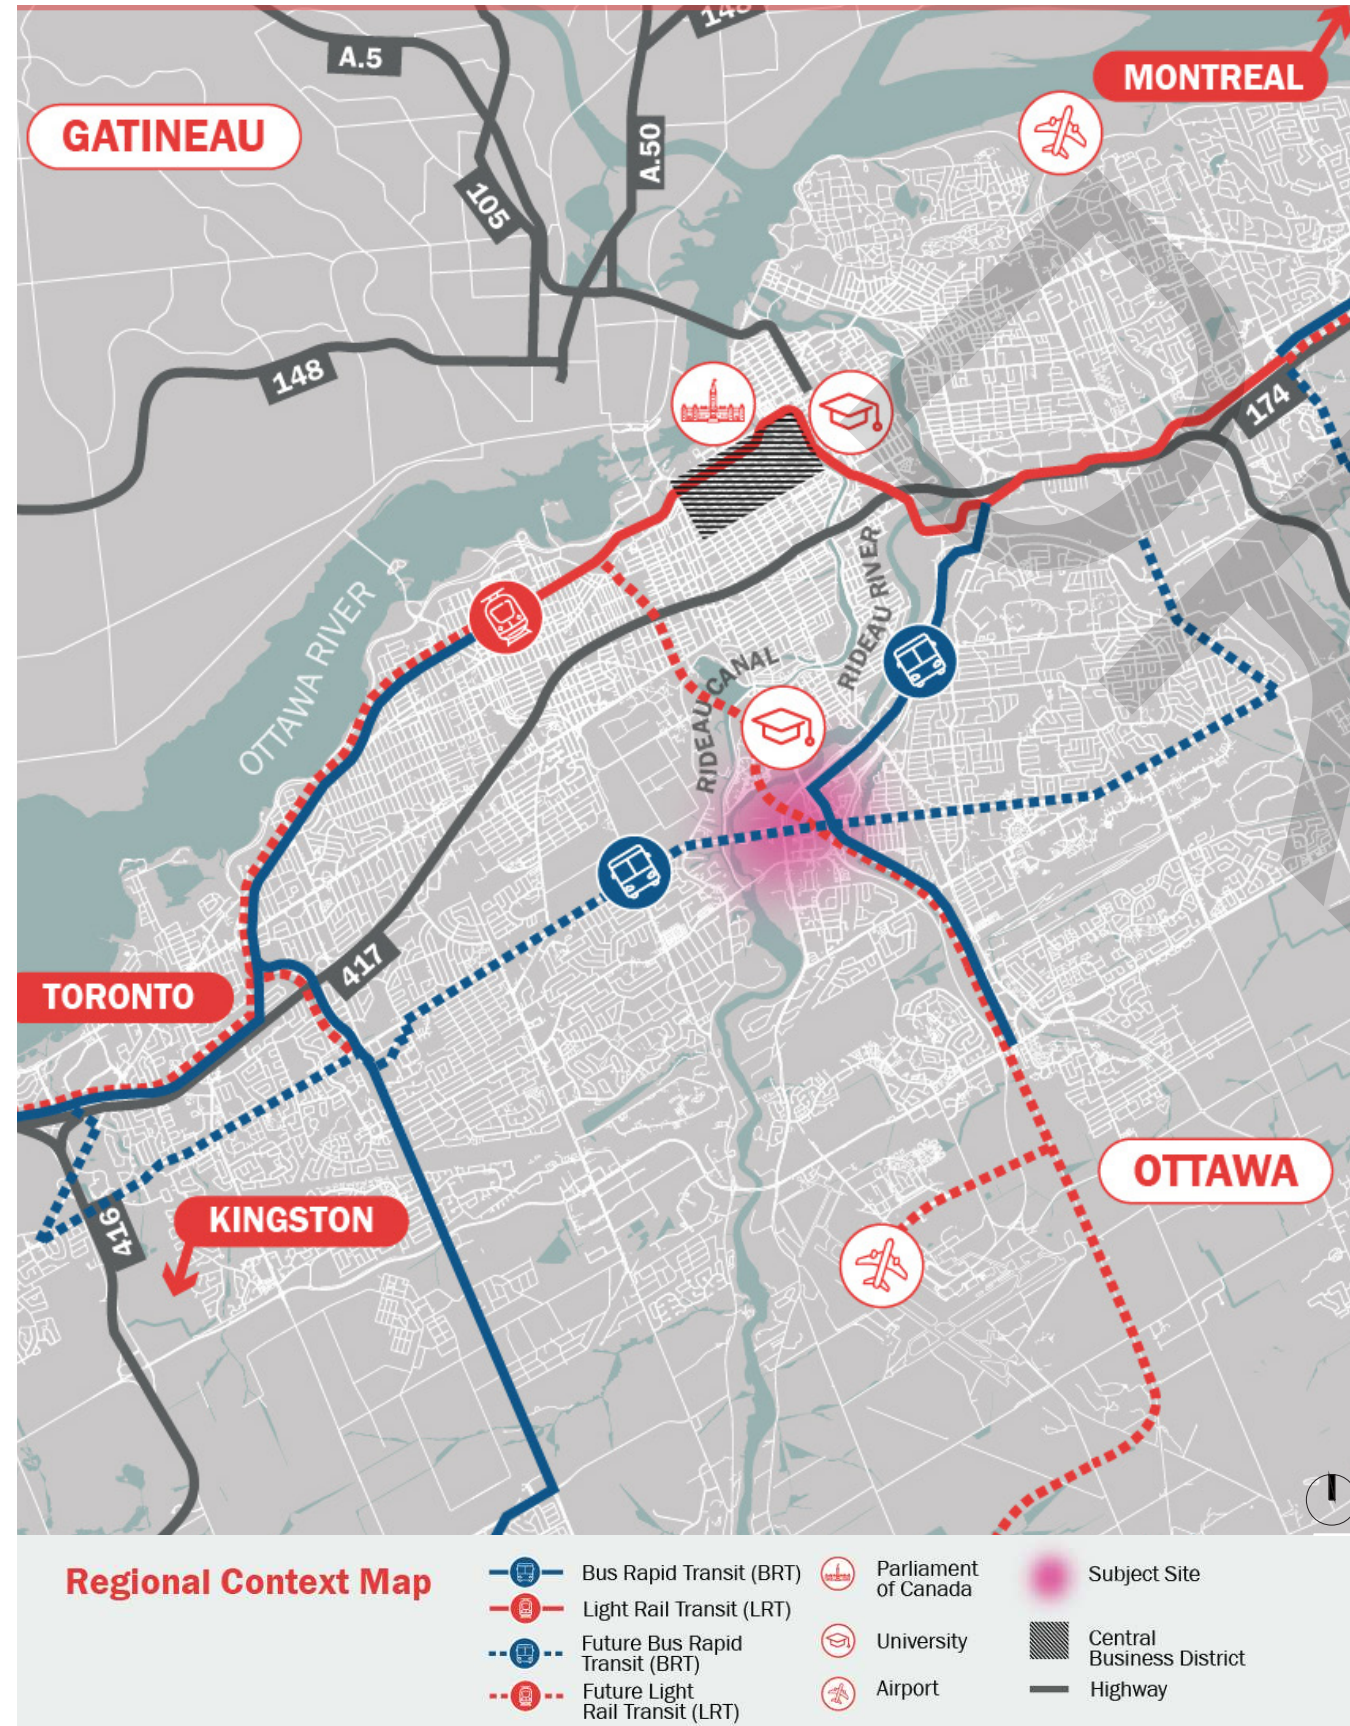 148
A.5
MONTREAL
GATINEAU
A.50
105
148
174
OTTAWA RIVER
RIDEAU RIVER
RIDEAU CANAL
417
TORONTO
OTTAWA
KINGSTON
416
Regional Context Map
Bus Rapid Transit (BRT)
Light Rail Transit (LRT)
Future Bus Rapid
Transit (BRT)
Future Light
Rail Transit (LRT)
Parliament
of Canada
University
Airport
Subject Site
Central
Business District
Highway